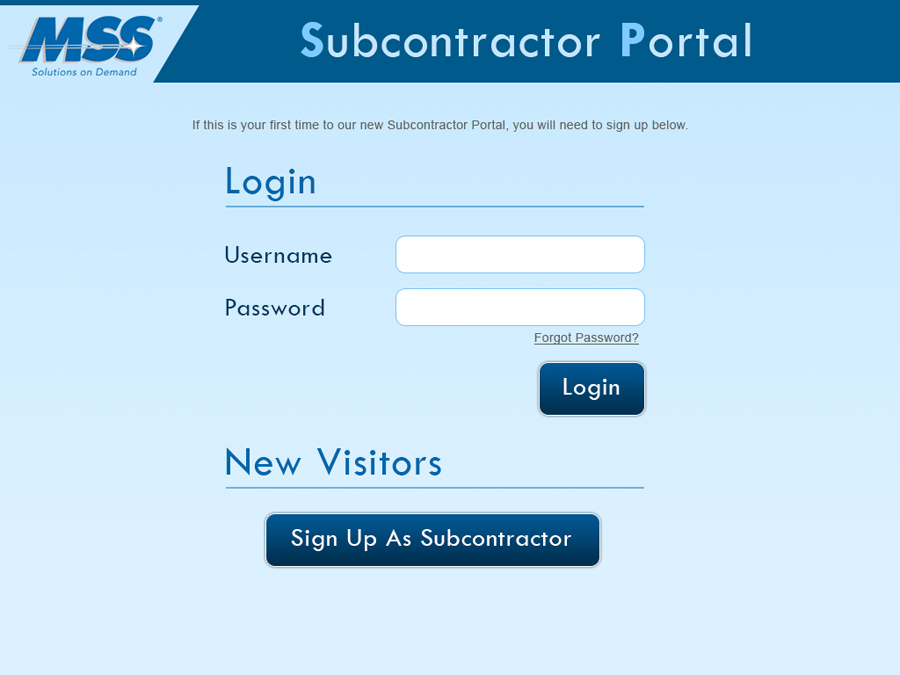 MSS®
Solutions on Demand
Subcontractor Portal
If this is your first time to our new Subcontractor Portal, you will need to sign up below.
Login
Username
Password
Forgot Password?
Login
New Visitors
Sign Up As Subcontractor